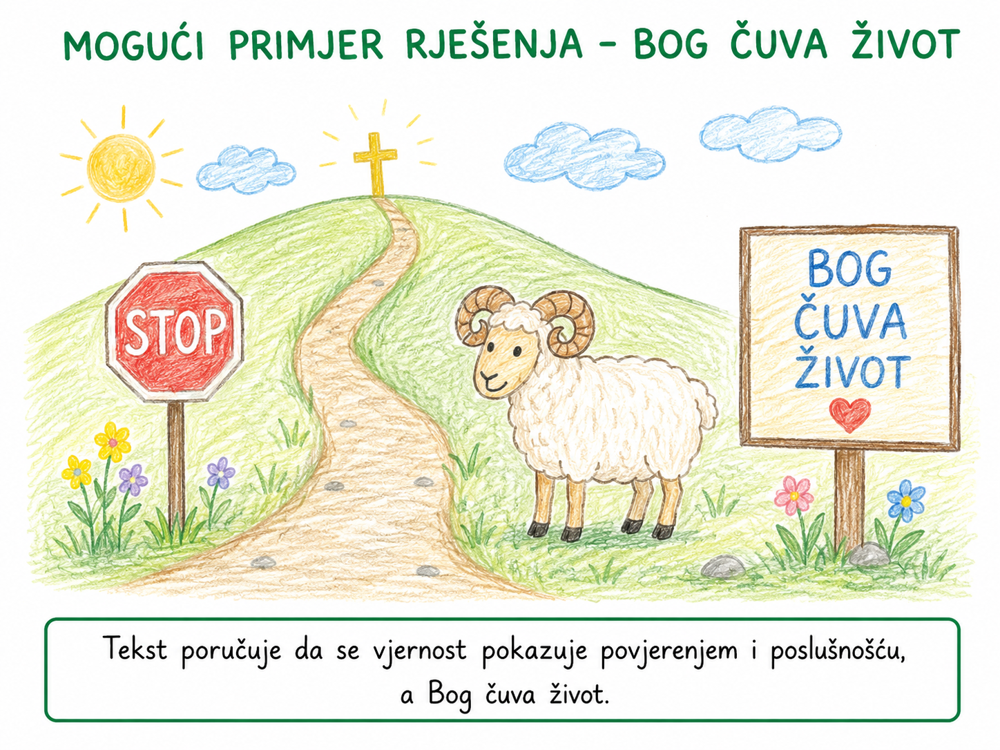 MOGUĆI PRIMJER RJEŠENJA – BOG ČUVA ŽIVOT
STOP
BOG
ČUVA
ŽIVOT
Tekst poručuje da se vjernost pokazuje povjerenjem i poslušnošću,
a Bog čuva život.